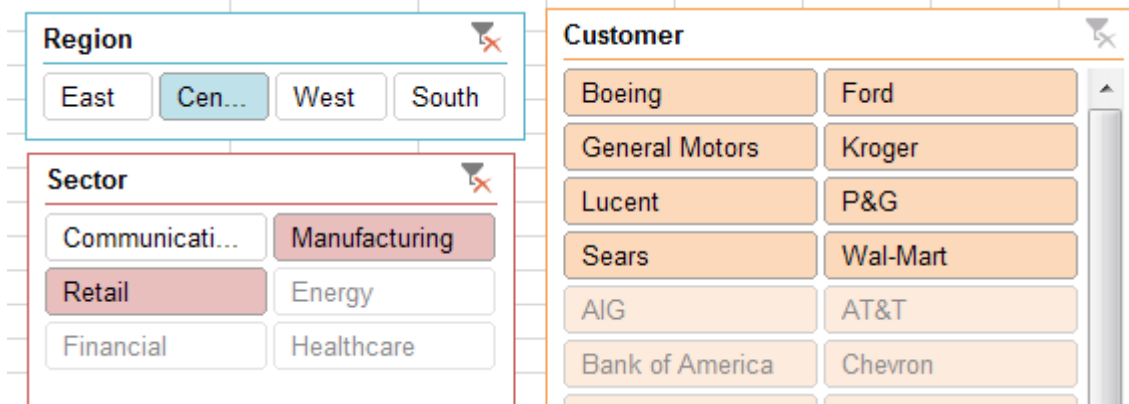 Region
East Cen... West South
Sector
Communicati... Manufacturing
Retail Energy
Financial Healthcare
Customer
Boeing Ford
General Motors Kroger
Lucent P&G
Sears Wal-Mart
AIG AT&T
Bank of America Chevron